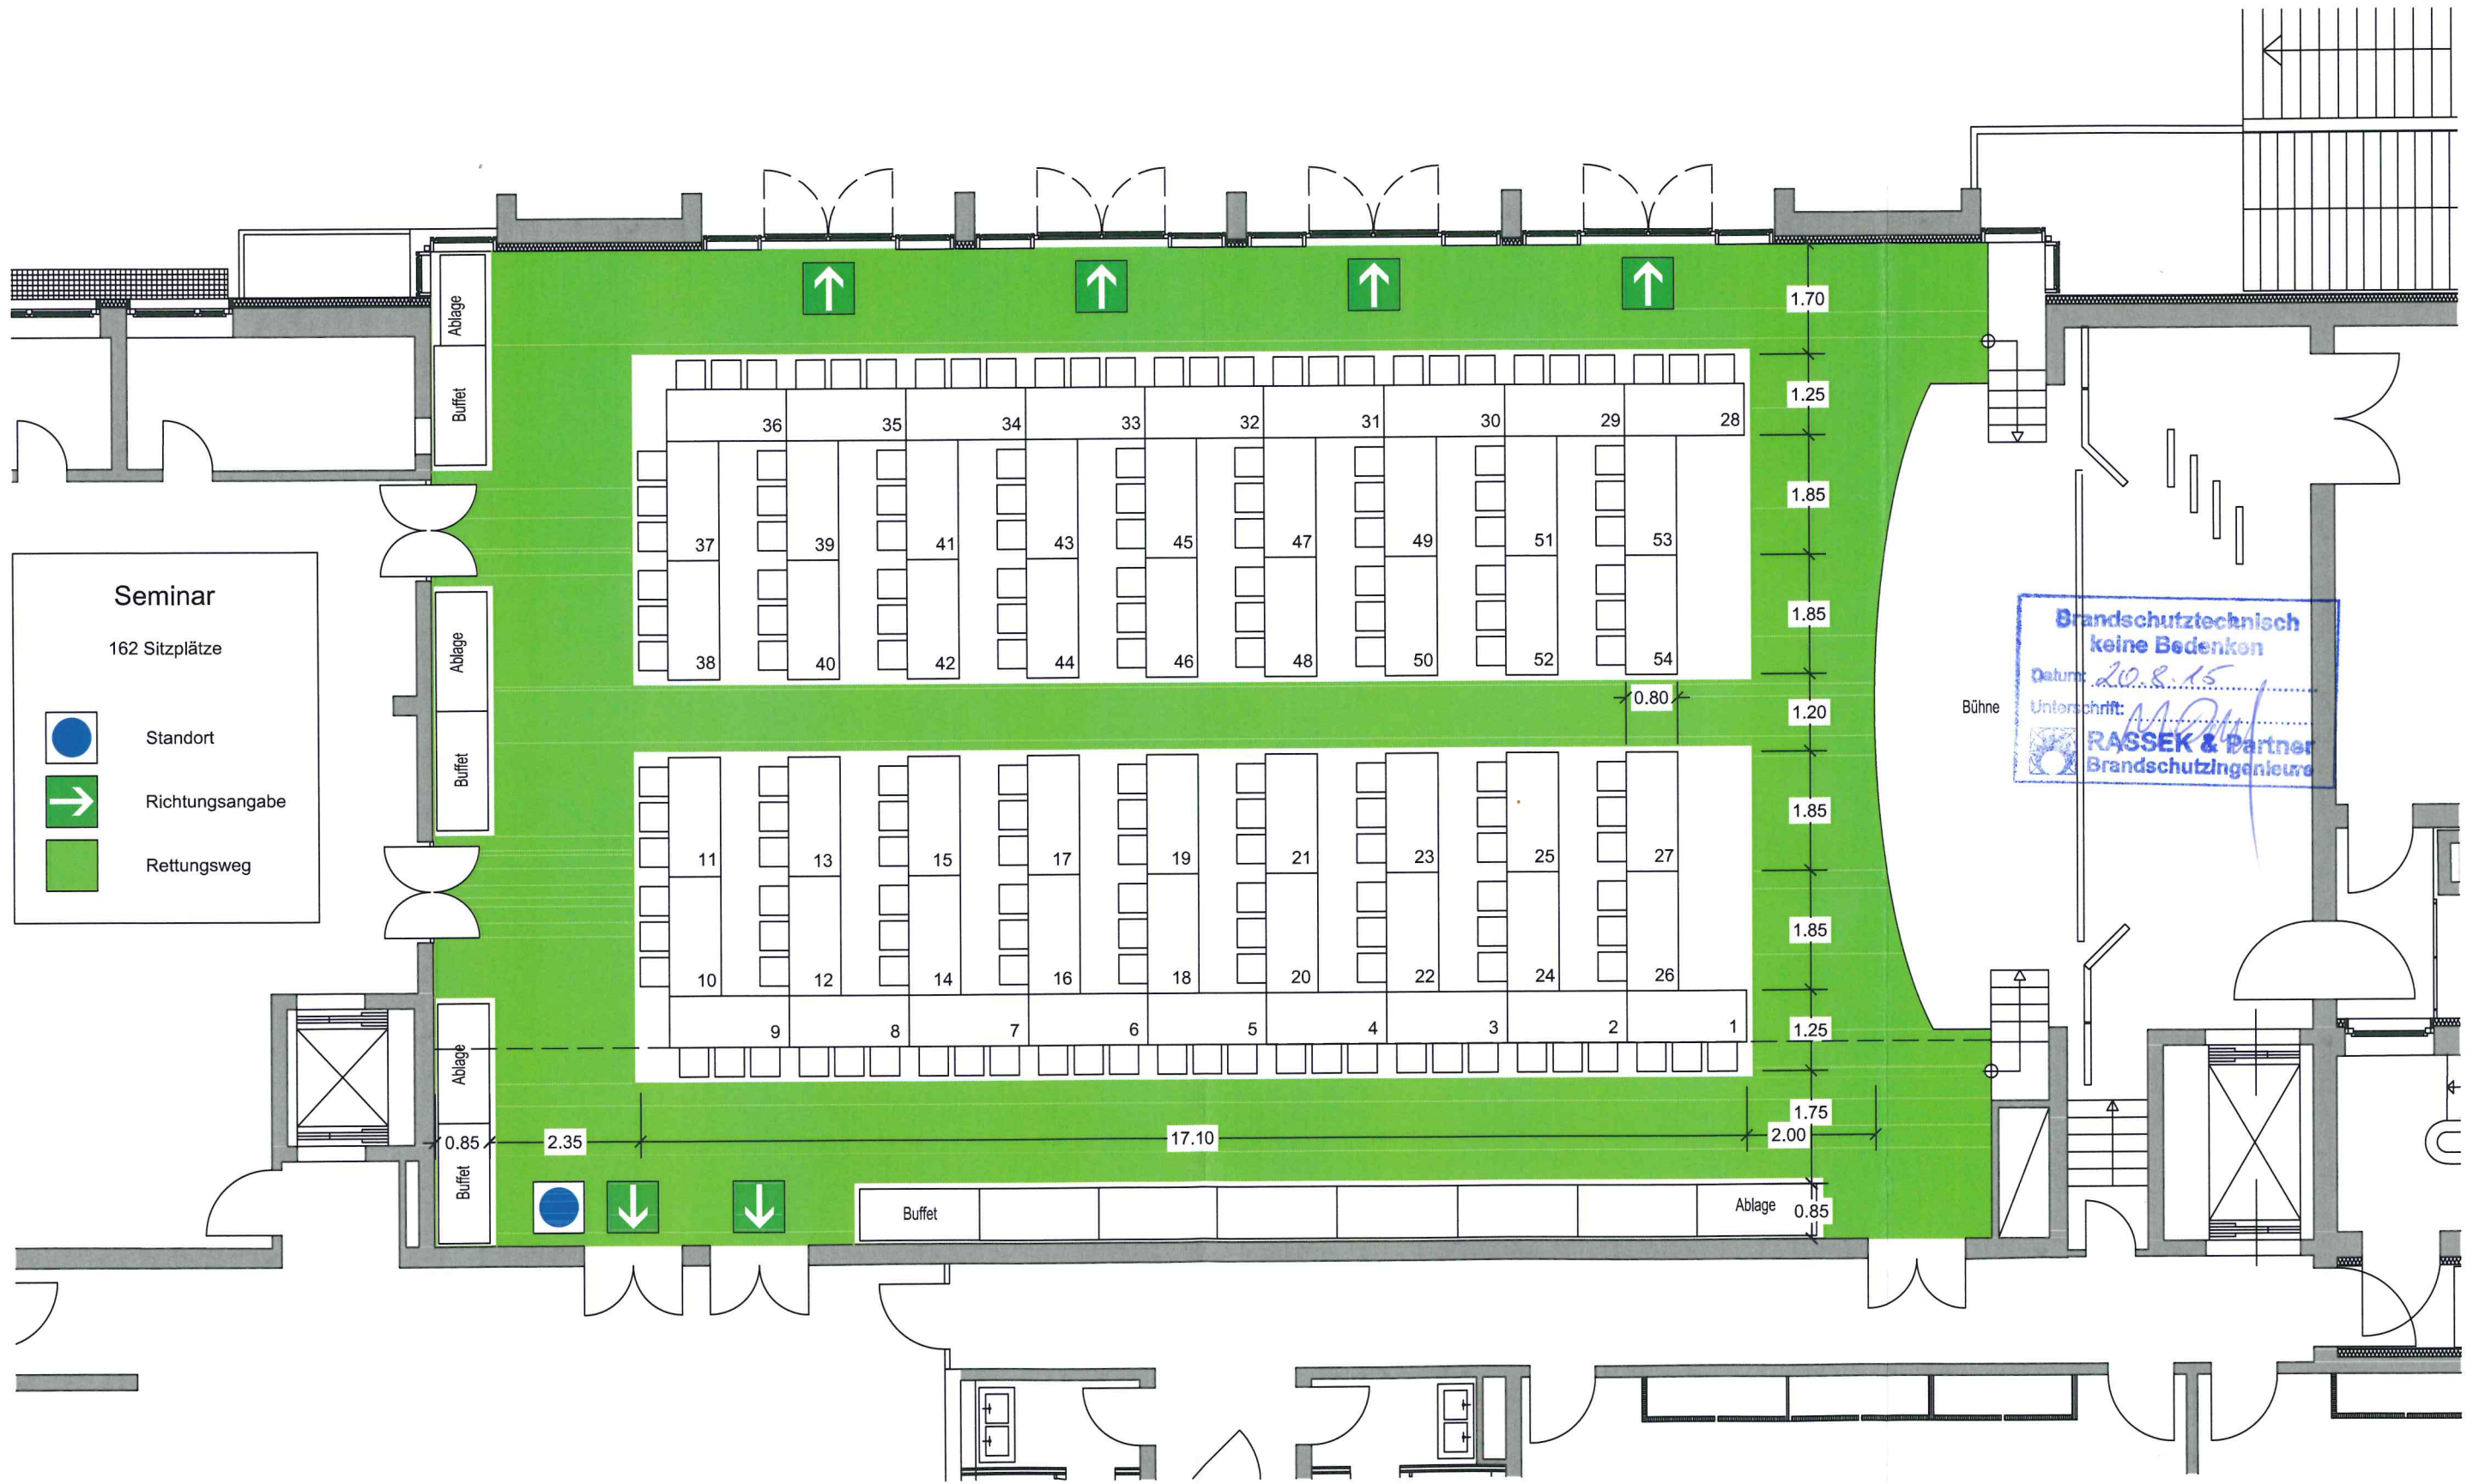 Ablage
Buffet
1.70
1.25
36 35 34 33 32 31 30 29 28
1.85
37 39 41 43 45 47 49 51 53
1.85
38 40 42 44 46 48 50 52 54
Seminar
162 Sitzplätze
Standort
Richtungsangabe
Rettungsweg
Ablage
Buffet
0.80
1.20
Bühne
Brandschutztechnisch
keine Bedenken
Datum: 20.8.15
Unterschrift:
RASSEK & Partner
Brandschutzingenieure
1.85
11 13 15 17 19 21 23 25 27
1.85
10 12 14 16 18 20 22 24 26
1.25
9 8 7 6 5 4 3 2 1
Ablage
Buffet
1.75
0.85 2.35 17.10 2.00
Buffet Ablage 0.85